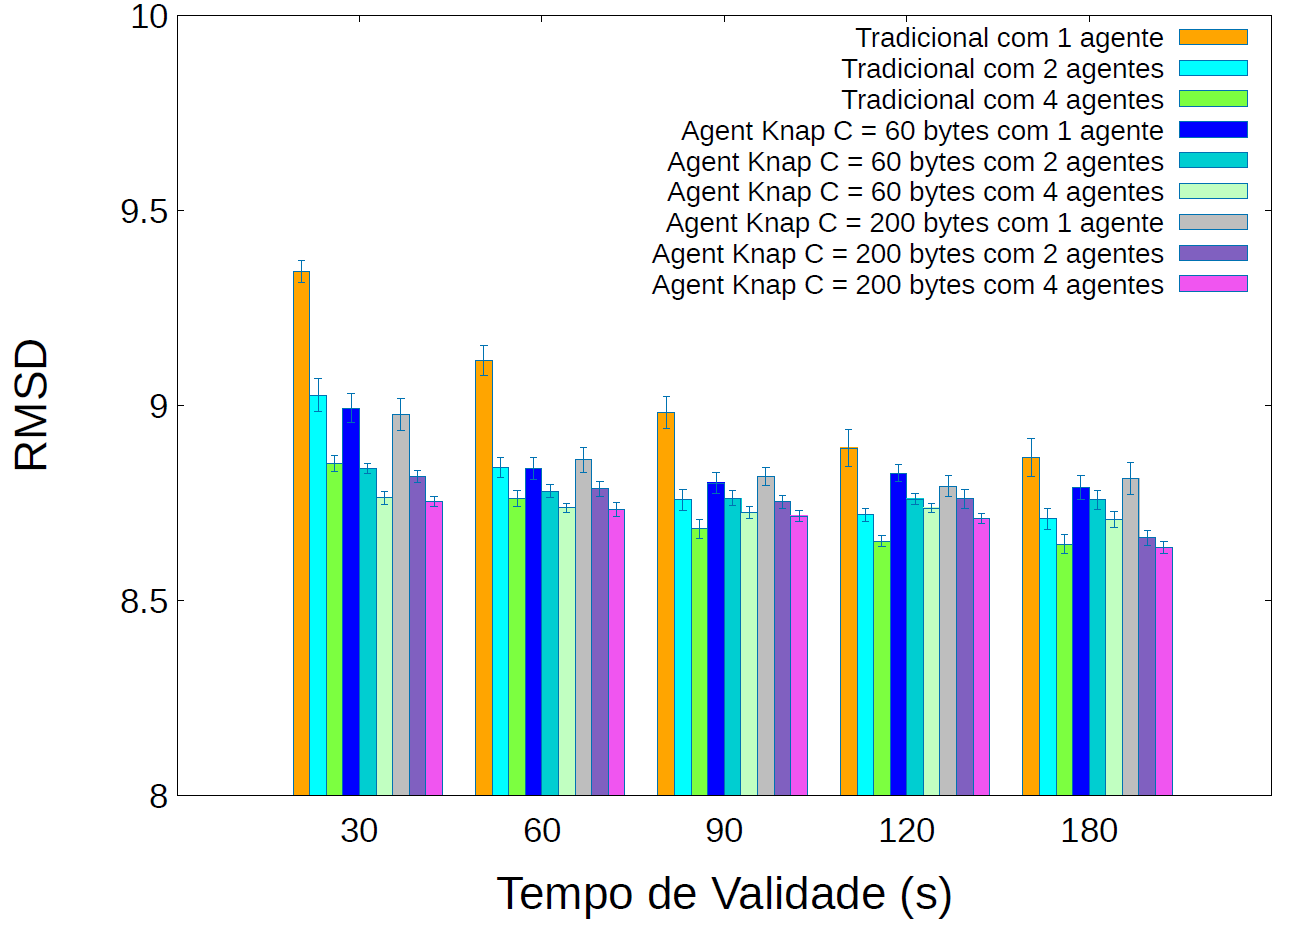 10
9.5
9
8.5
8
RMSD
Tradicional com 1 agente
Tradicional com 2 agentes
Tradicional com 4 agentes
Agent Knap C = 60 bytes com 1 agente
Agent Knap C = 60 bytes com 2 agentes
Agent Knap C = 60 bytes com 4 agentes
Agent Knap C = 200 bytes com 1 agente
Agent Knap C = 200 bytes com 2 agentes
Agent Knap C = 200 bytes com 4 agentes
30 60 90 120 180
Tempo de Validade (s)